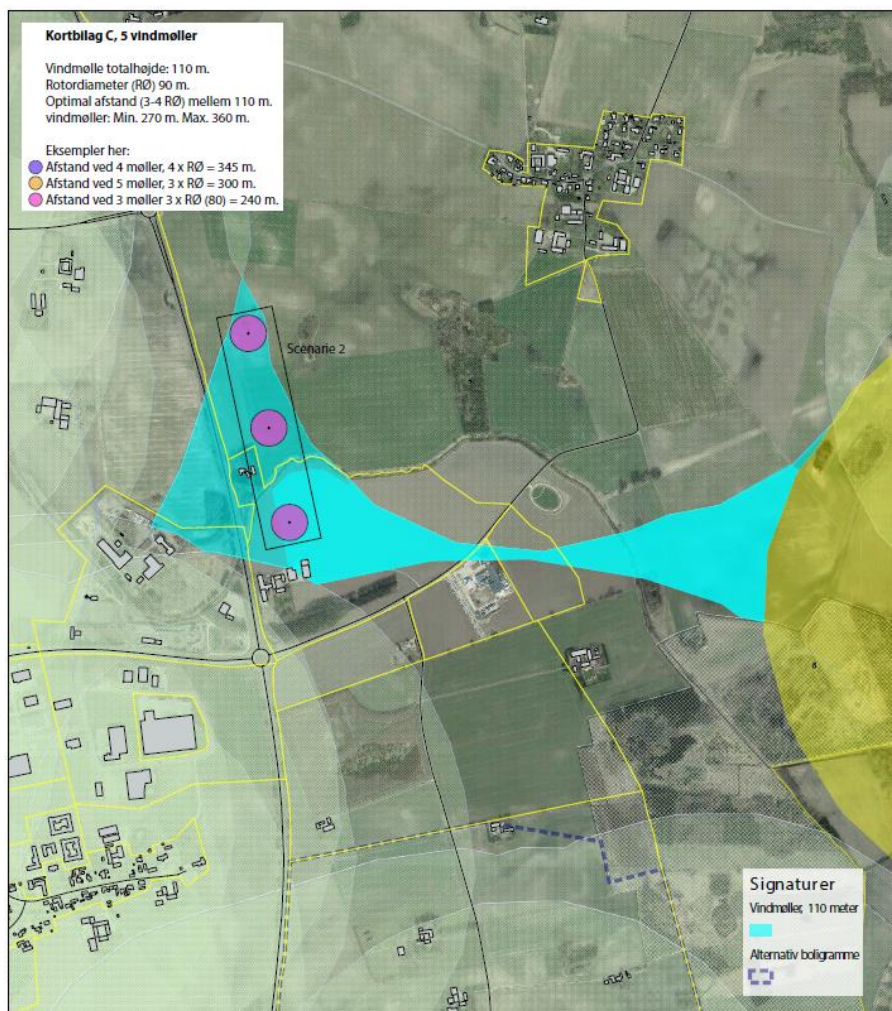 Kortbilag C, 5 vindmøller
Vindmølle totalhøjde: 110 m.
Rotordiameter (RØ) 90 m.
Optimal afstand (3-4 RØ) mellem 110 m.
vindmøller: Min. 270 m. Max. 360 m.
Eksempler her:
Afstand ved 4 møller, 4 x RØ = 345 m.
Afstand ved 5 møller, 3 x RØ = 300 m.
Afstand ved 3 møller 3 x RØ (80) = 240 m.
Scenarie 2
Signaturer
Vindmøller, 110 meter
Alternativ boligramme